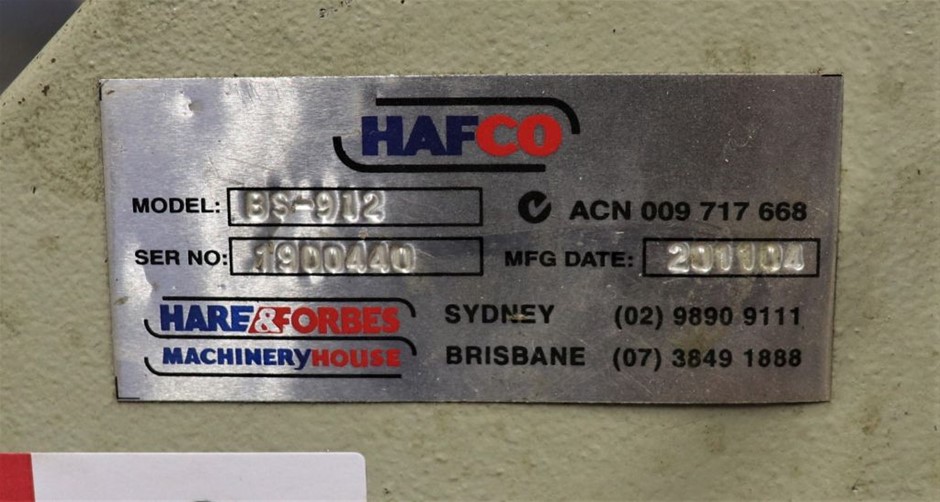 HAFCO
MODEL: BS-912
ACN 009 717 668
SER NO: 1900440
MFG DATE: 201104
HARE&FORBES
MACHINERYHOUSE
SYDNEY (02) 9890 9111
BRISBANE (07) 3849 1888